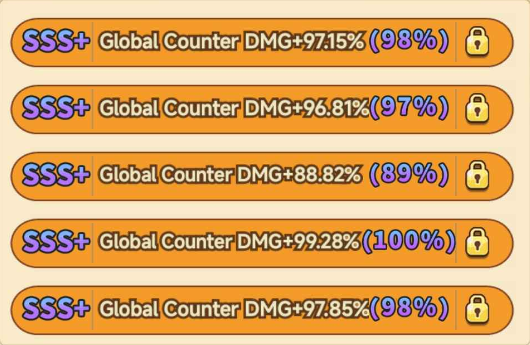 SSS+ Global Counter DMG+97.15% (98%)
SSS+ Global Counter DMG+96.81%(97%)
SSS+ Global Counter DMG+88.82% (89%)
SSS+ Global Counter DMG+99.28%(100%)
SSS+ Global Counter DMG+97.85%(98%)